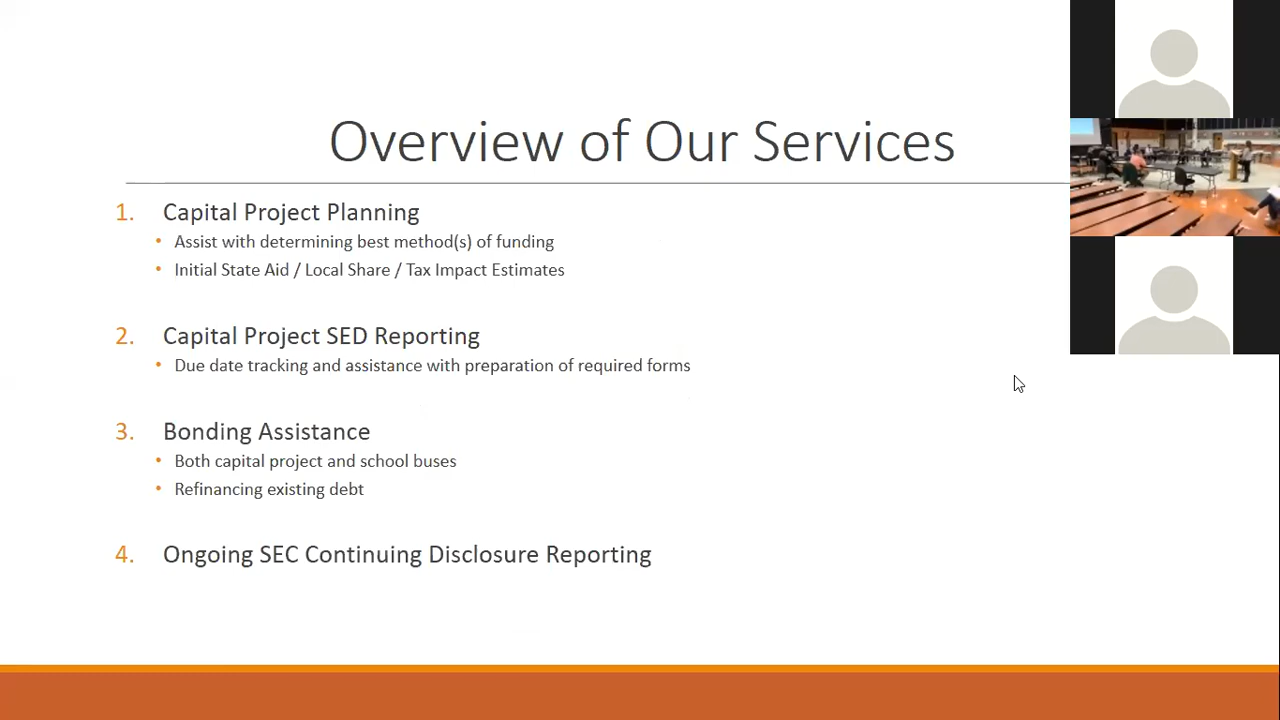 Overview of Our Services
1. Capital Project Planning
• Assist with determining best method(s) of funding
• Initial State Aid / Local Share / Tax Impact Estimates
2. Capital Project SED Reporting
• Due date tracking and assistance with preparation of required forms
3. Bonding Assistance
• Both capital project and school buses
• Refinancing existing debt
4. Ongoing SEC Continuing Disclosure Reporting